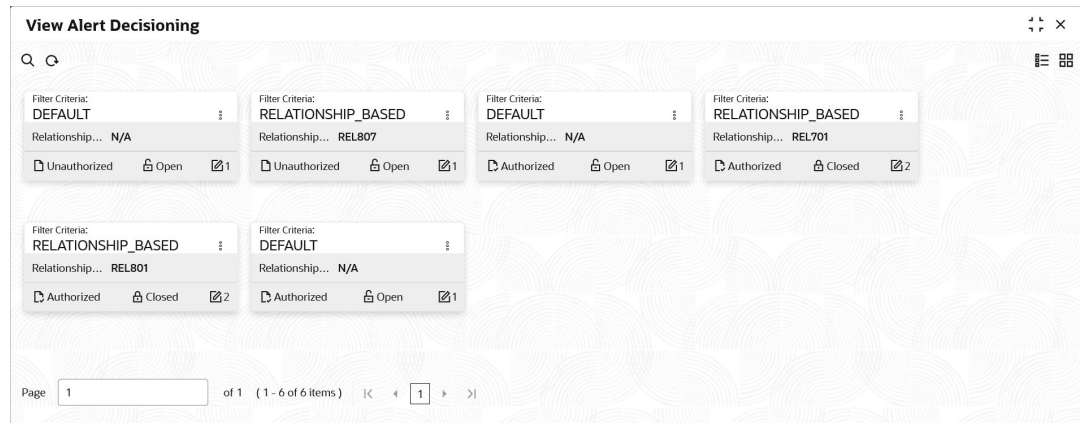 View Alert Decisioning
Filter Criteria:
DEFAULT
Relationship... N/A
Unauthorized Open 1
Filter Criteria:
RELATIONSHIP_BASED
Relationship... REL807
Unauthorized Open 1
Filter Criteria:
DEFAULT
Relationship... N/A
Authorized Open 1
Filter Criteria:
RELATIONSHIP_BASED
Relationship... REL701
Authorized Closed 2
Filter Criteria:
RELATIONSHIP_BASED
Relationship... REL801
Authorized Closed 2
Filter Criteria:
DEFAULT
Relationship... N/A
Authorized Open 1
Page 1 of 1 ( 1 - 6 of 6 items ) 1